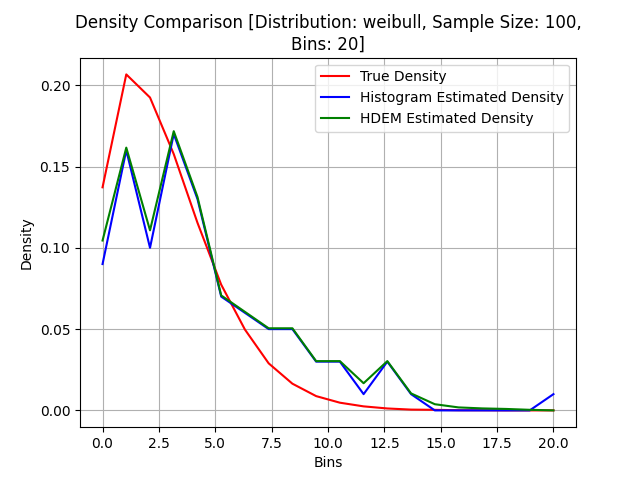 Density Comparison [Distribution: weibull, Sample Size: 100,
Bins: 20]
True Density
Histogram Estimated Density
HDEM Estimated Density
Density
0.20
0.15
0.10
0.05
0.00
0.0 2.5 5.0 7.5 10.0 12.5 15.0 17.5 20.0
Bins